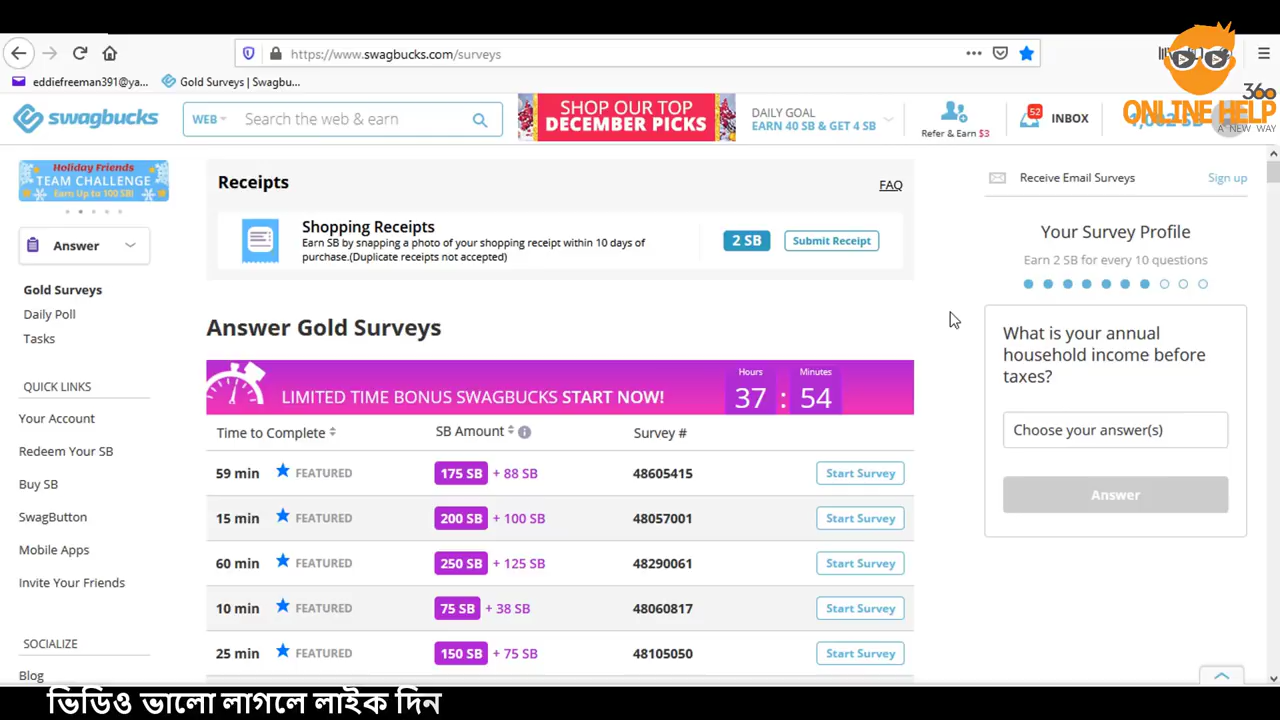 https://www.swagbucks.com/surveys
eddiefreeman391@ya...
Gold Surveys | Swagbu...
360
ONLINE HELP
A NEW WAY
swagbucks
WEB
Search the web & earn
SHOP OUR TOP
DECEMBER PICKS
DAILY GOAL
EARN 40 SB & GET 4 SB
Refer & Earn $3
52
INBOX
Holiday Friends
TEAM CHALLENGE
Earn Up to 100 SB!
Answer
Gold Surveys
Daily Poll
Tasks
QUICK LINKS
Your Account
Redeem Your SB
Buy SB
SwagButton
Mobile Apps
Invite Your Friends
SOCIALIZE
Blog
Receipts
FAQ
Shopping Receipts
Earn SB by snapping a photo of your shopping receipt within 10 days of
purchase.(Duplicate receipts not accepted)
2 SB
Submit Receipt
Answer Gold Surveys
LIMITED TIME BONUS SWAGBUCKS START NOW!
Hours Minutes
37 : 54
Time to Complete SB Amount Survey #
59 min FEATURED 175 SB + 88 SB 48605415 Start Survey
15 min FEATURED 200 SB + 100 SB 48057001 Start Survey
60 min FEATURED 250 SB + 125 SB 48290061 Start Survey
10 min FEATURED 75 SB + 38 SB 48060817 Start Survey
25 min FEATURED 150 SB + 75 SB 48105050 Start Survey
Receive Email Surveys Sign up
Your Survey Profile
Earn 2 SB for every 10 questions
What is your annual
household income before
taxes?
Choose your answer(s)
Answer
ভিডিও ভালো লাগলে লাইক দিন